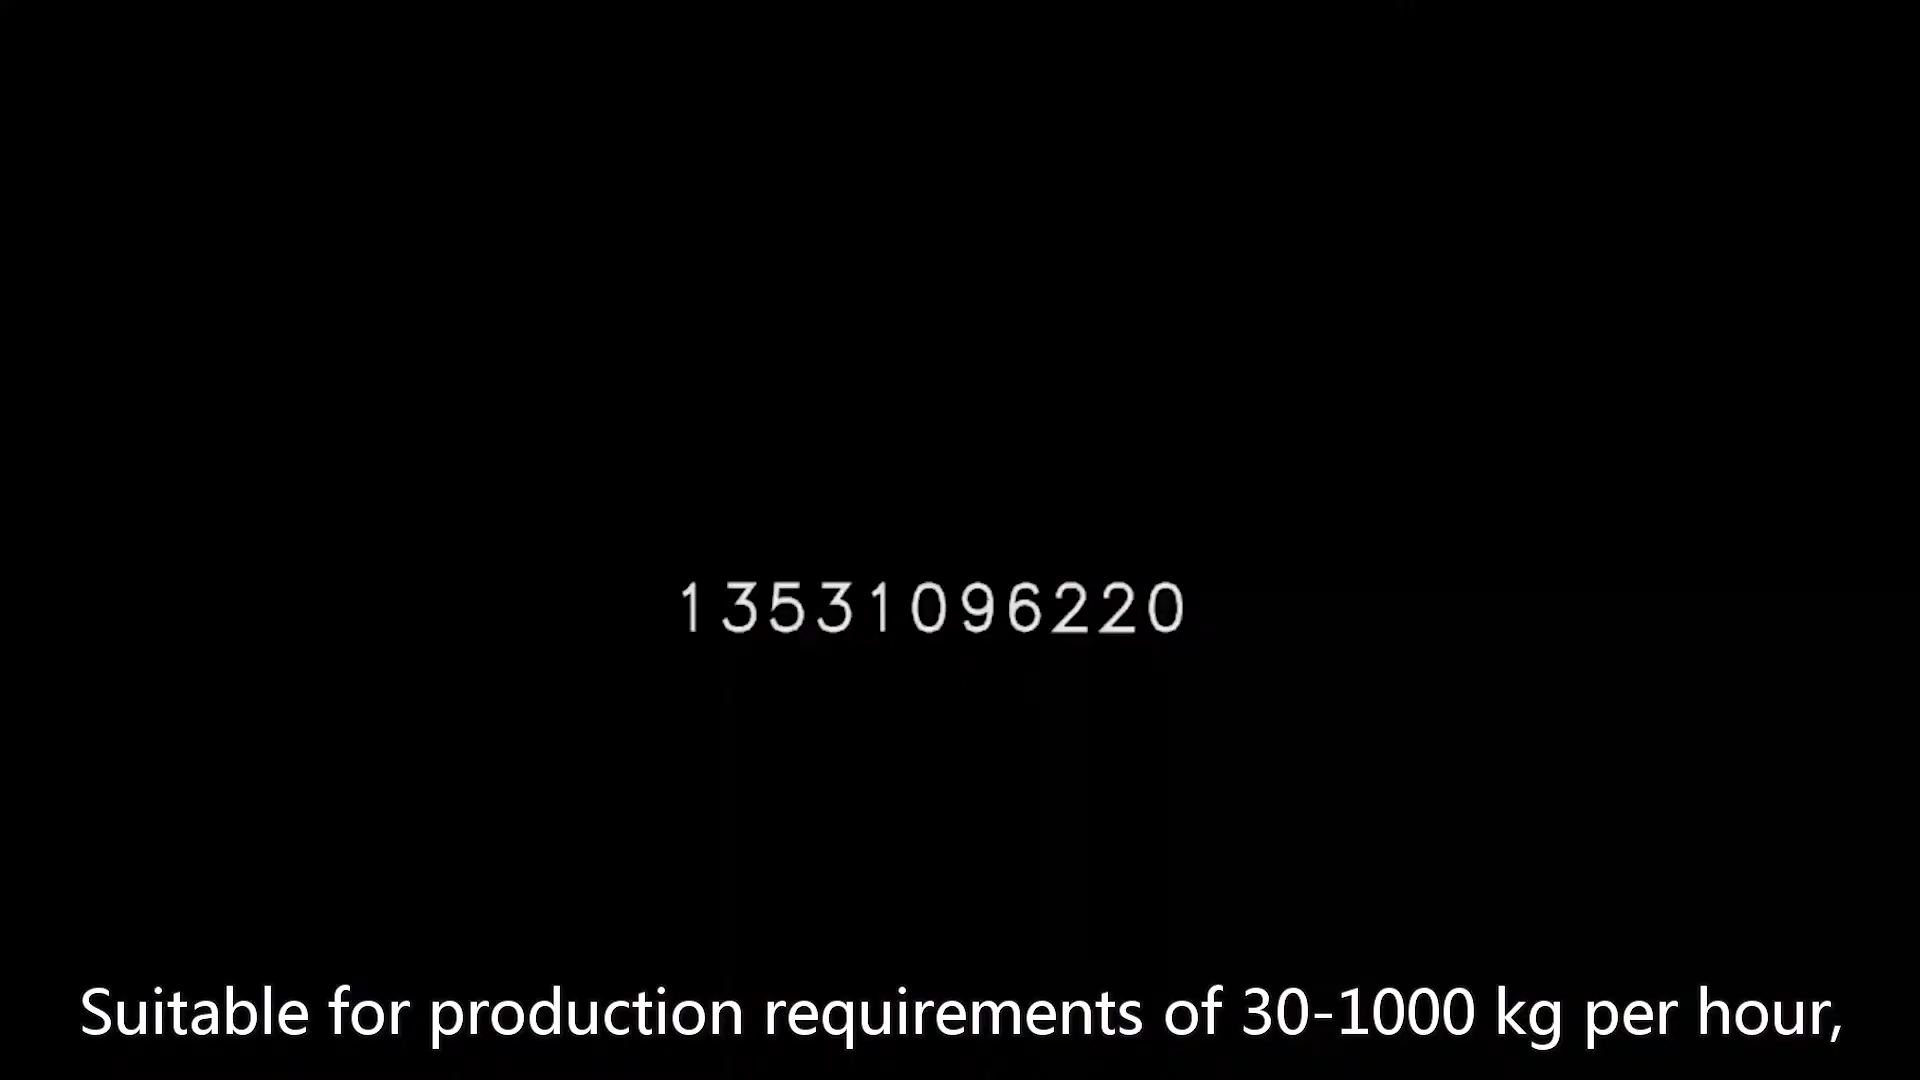 13531096220
Suitable for production requirements of 30-1000 kg per hour,